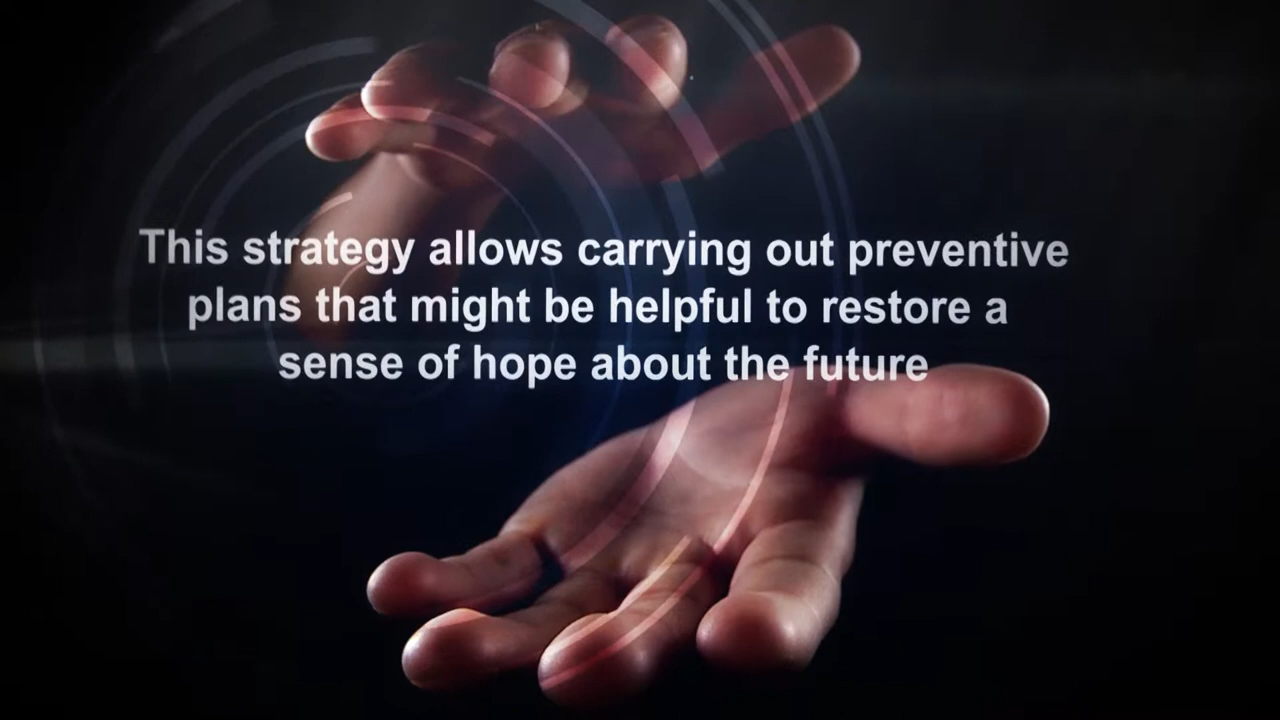 This strategy allows carrying out preventive
plans that might be helpful to restore a
sense of hope about the future